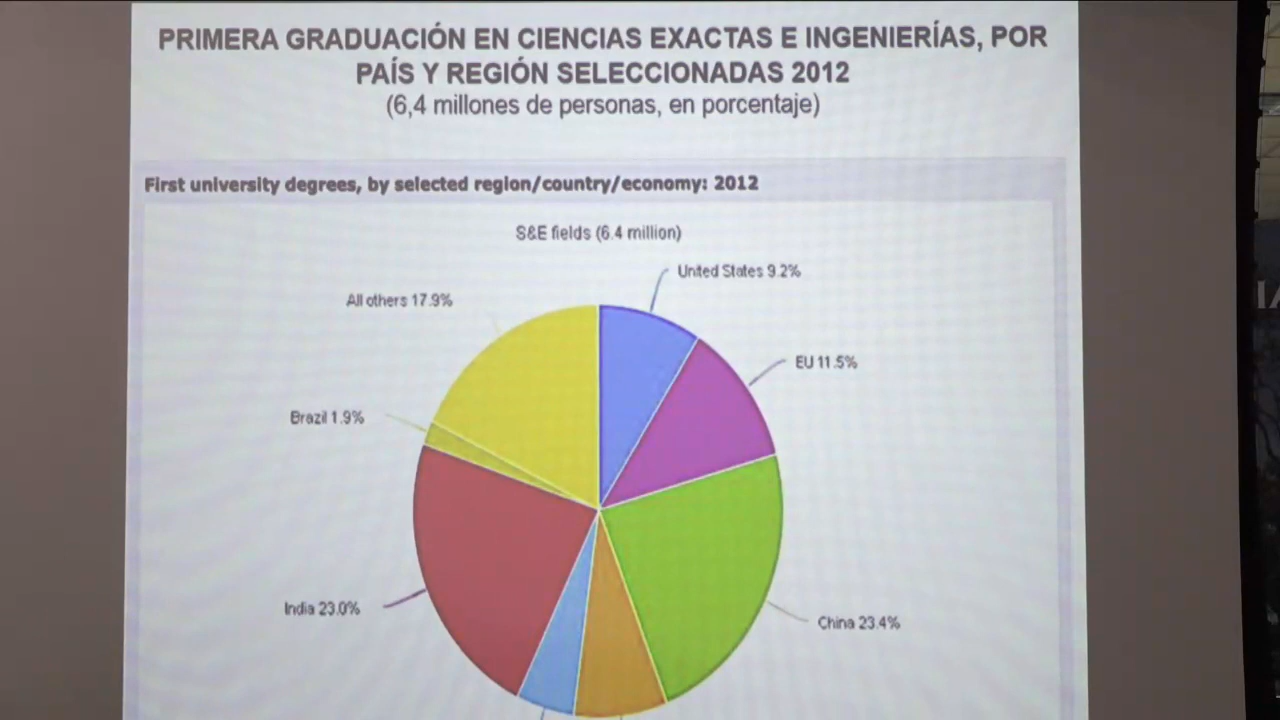 PRIMERA GRADUACIÓN EN CIENCIAS EXACTAS E INGENIERÍAS, POR
PAÍS Y REGIÓN SELECCIONADAS 2012
(6,4 millones de personas, en porcentaje)
First university degrees, by selected region/country/economy: 2012
S&E fields (6.4 million)
United States 9.2%
All others 17.9%
EU 11.5%
Brazil 1.9%
India 23.0%
China 23.4%